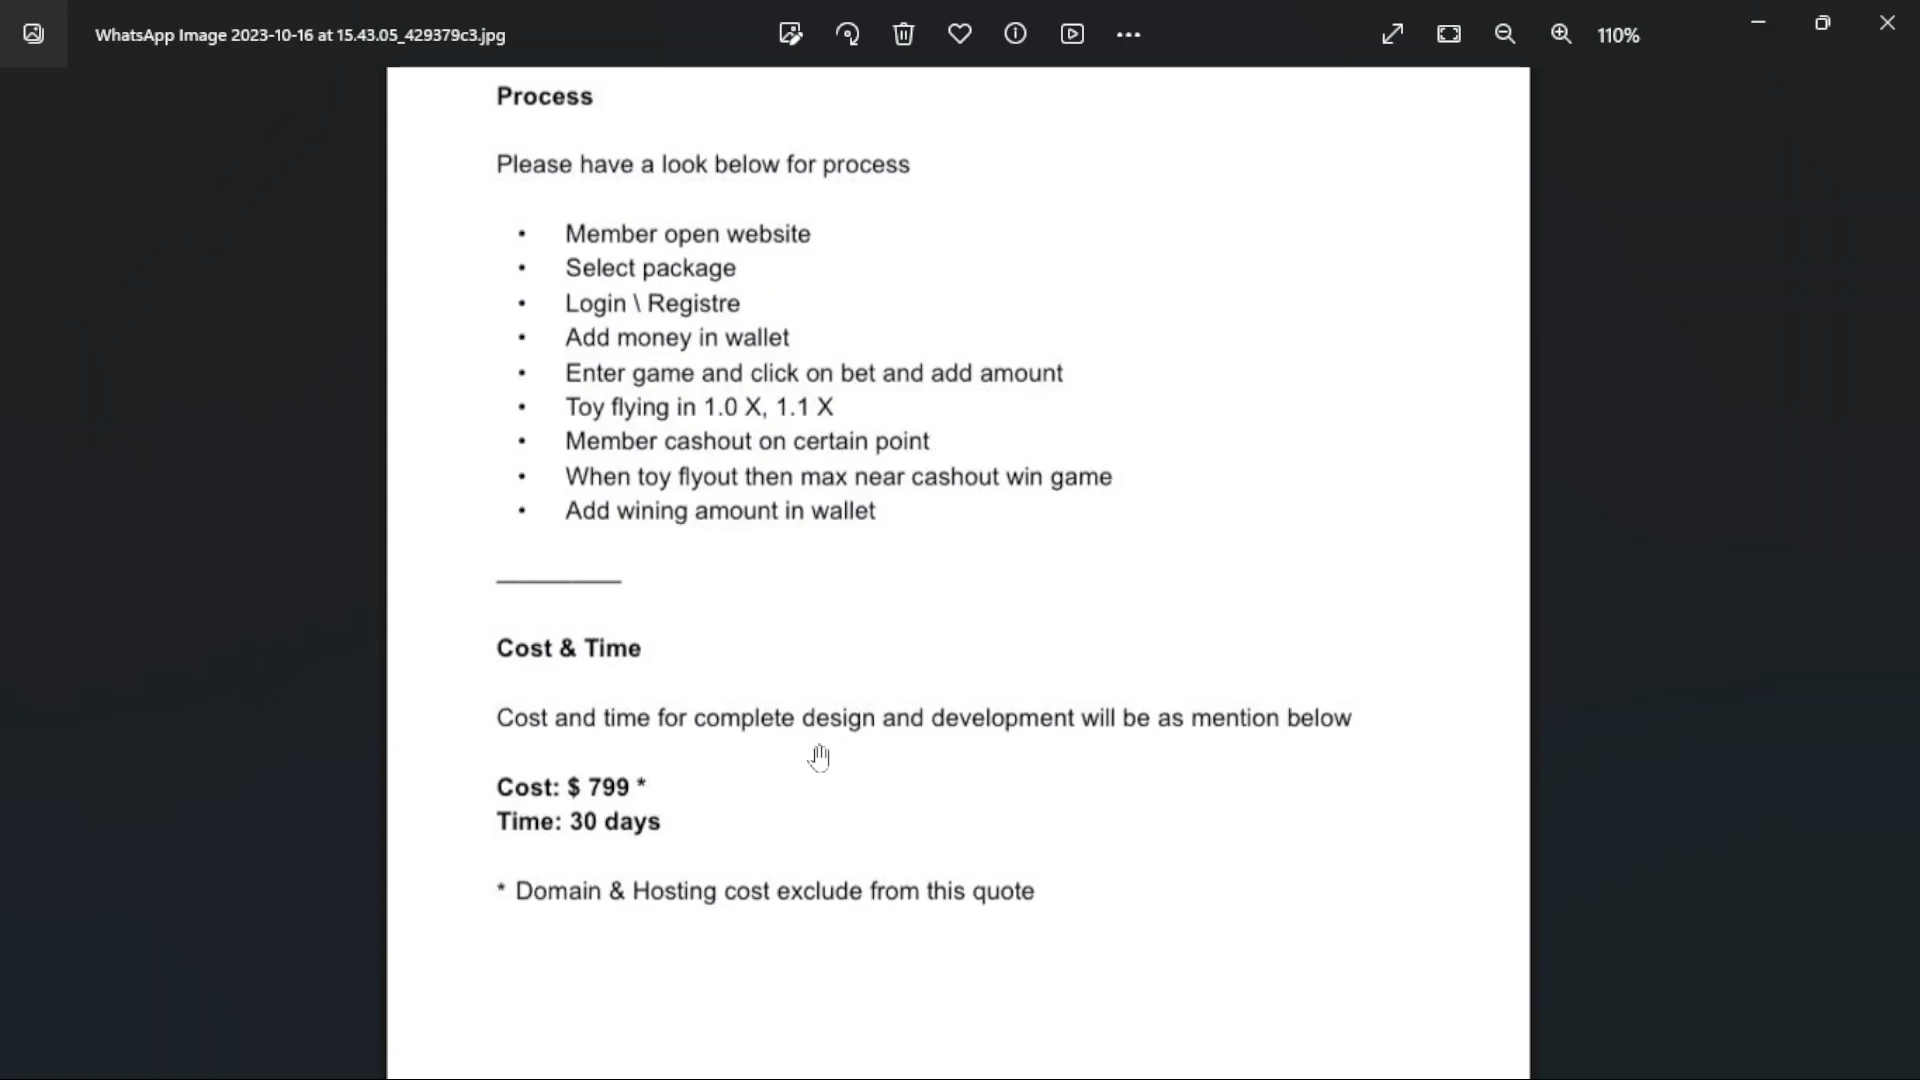 WhatsApp Image 2023-10-16 at 15.43.05_429379c3.jpg
110%
Process
Please have a look below for process
• Member open website
• Select package
• Login \ Registre
• Add money in wallet
• Enter game and click on bet and add amount
• Toy flying in 1.0 X, 1.1 X
• Member cashout on certain point
• When toy flyout then max near cashout win game
• Add wining amount in wallet
Cost & Time
Cost and time for complete design and development will be as mention below
Cost: $ 799 *
Time: 30 days
* Domain & Hosting cost exclude from this quote